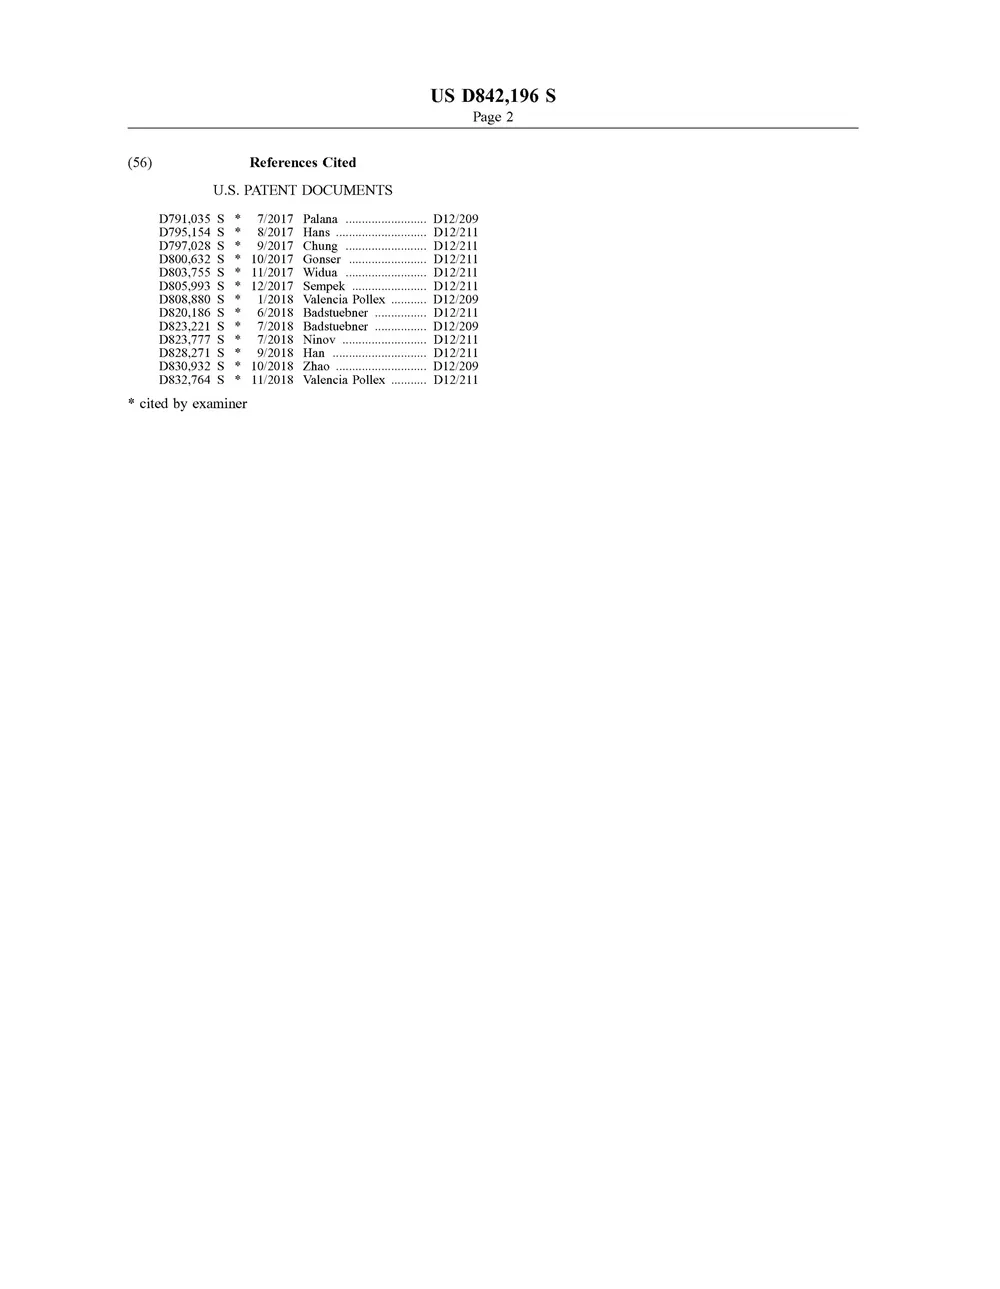 US D842,196 S
Page 2
(56) References Cited
U.S. PATENT DOCUMENTS
D791,035 S * 7/2017 Palana ......................... D12/209
D795,154 S * 8/2017 Hans ............................ D12/211
D797,028 S * 9/2017 Chung ......................... D12/211
D800,632 S * 10/2017 Gonser ........................ D12/211
D803,755 S * 11/2017 Widua ......................... D12/211
D805,993 S * 12/2017 Sempek ....................... D12/211
D808,880 S * 1/2018 Valencia Pollex ........... D12/209
D820,186 S * 6/2018 Badstuebner ................ D12/211
D823,221 S * 7/2018 Badstuebner ................ D12/209
D823,777 S * 7/2018 Ninov .......................... D12/211
D828,271 S * 9/2018 Han ............................. D12/211
D830,932 S * 10/2018 Zhao ............................ D12/209
D832,764 S * 11/2018 Valencia Pollex ........... D12/211
* cited by examiner